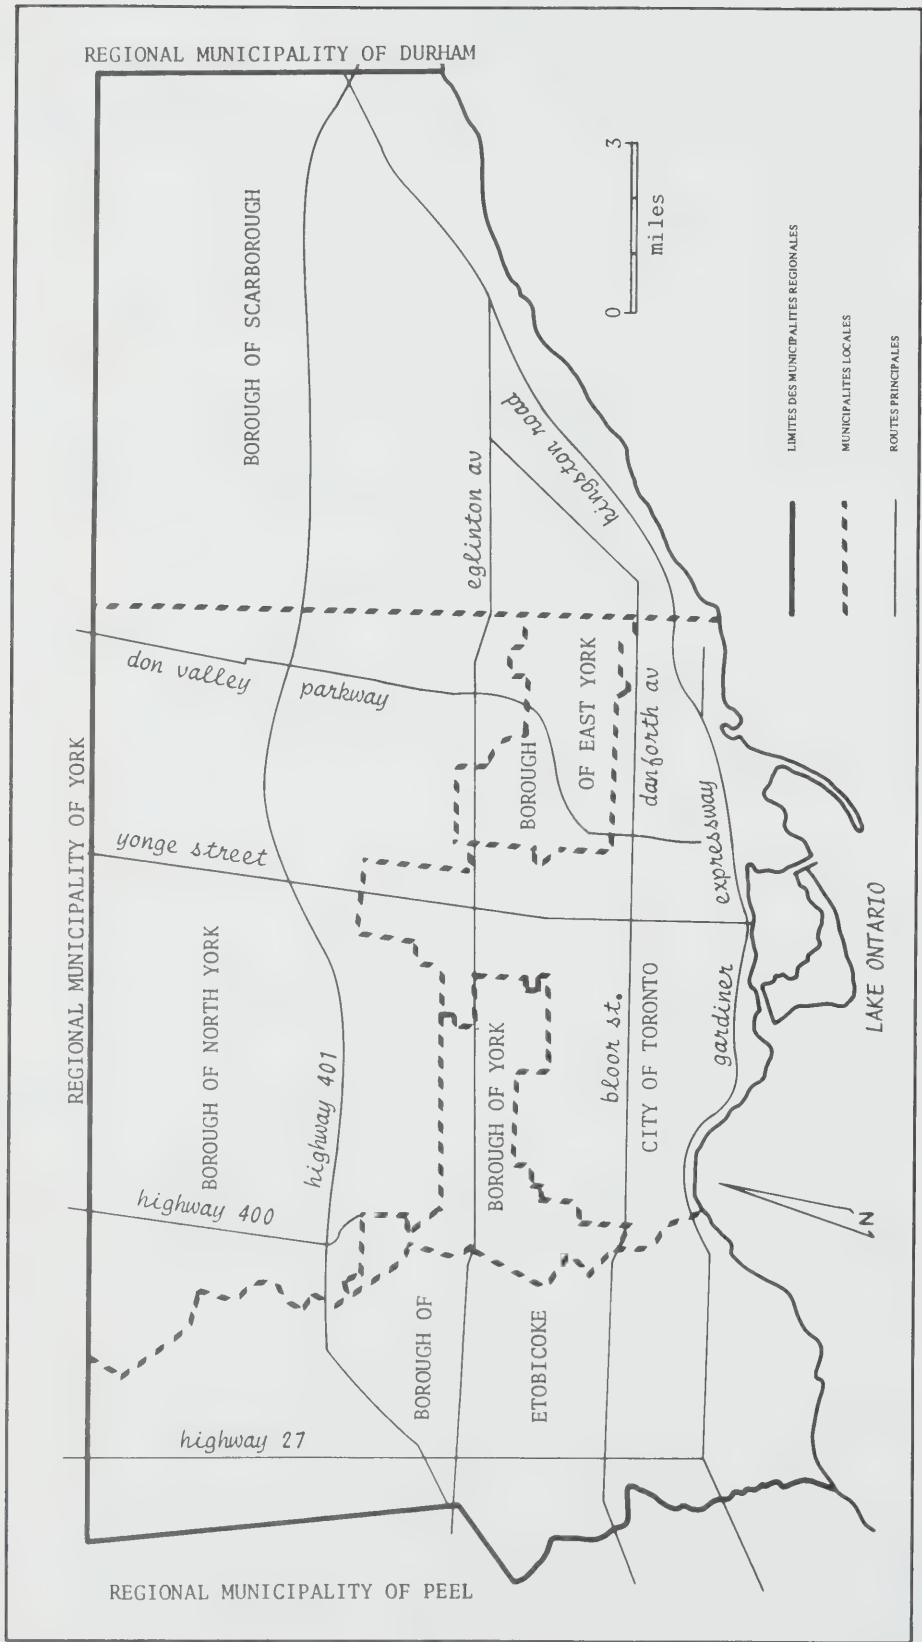 REGIONAL MUNICIPALITY OF YORK
REGIONAL MUNICIPALITY OF PEEL
REGIONAL MUNICIPALITY OF DURHAM
highway 27
highway 400
BOROUGH OF NORTH YORK
yonge street
don valley
parkway
BOROUGH OF SCARBOROUGH
highway 401
BOROUGH OF
ETOBICOKE
BOROUGH OF YORK
BOROUGH
OF EAST YORK
eglinton av
kingston road
bloor st.
danforth av
CITY OF TORONTO
gardiner
expressway
LAKE ONTARIO
N
0
3
miles
LIMITES DES MUNICIPALITES REGIONALES
MUNICIPALITES LOCALES
ROUTES PRINCIPALES